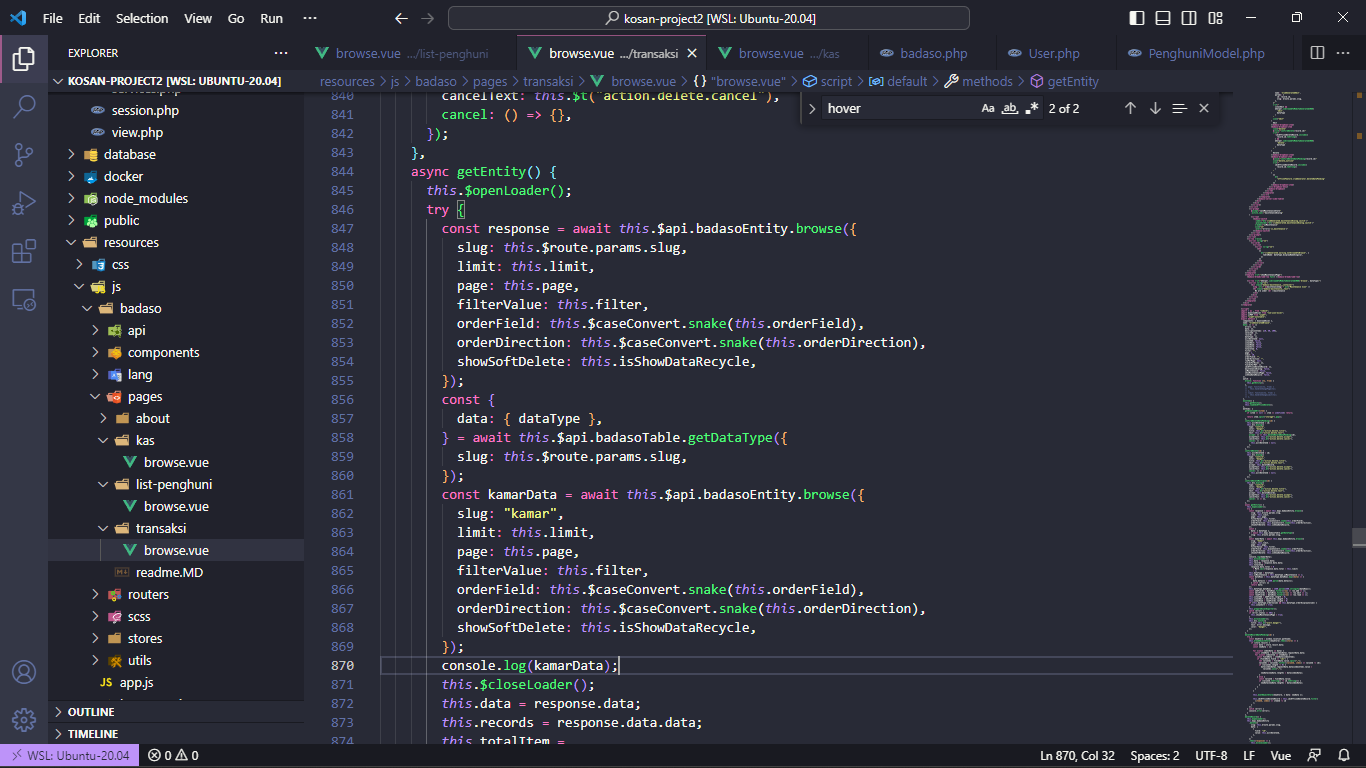 File Edit Selection View Go Run ···
kosan-project2 [WSL: Ubuntu-20.04]
EXPLORER
browse.vue .../list-penghuni
browse.vue .../transaksi
browse.vue .../kas
badaso.php
User.php
PenghuniModel.php
KOSAN-PROJECT2 [WSL: UBUNTU-20.04]
resources > js > badaso > pages > transaksi > browse.vue > {} "browse.vue" > script > default > methods > getEntity
hover
Aa ab .* 2 of 2
session.php
view.php
database
docker
node_modules
public
resources
css
js
badaso
api
components
lang
pages
about
kas
browse.vue
list-penghuni
browse.vue
transaksi
browse.vue
readme.MD
routers
scss
stores
utils
JS app.js
OUTLINE
TIMELINE
840 cancelText: this.$t("action.delete.cancel"),
841 cancel: () => {},
842 });
843 },
844 async getEntity() {
845 this.$openLoader();
846 try {
847 const response = await this.$api.badasoEntity.browse({
848 slug: this.$route.params.slug,
849 limit: this.limit,
850 page: this.page,
851 filterValue: this.filter,
852 orderField: this.$caseConvert.snake(this.orderField),
853 orderDirection: this.$caseConvert.snake(this.orderDirection),
854 showSoftDelete: this.isShowDataRecycle,
855 });
856 const {
857 data: { dataType },
858 } = await this.$api.badasoTable.getDataType({
859 slug: this.$route.params.slug,
860 });
861 const kamarData = await this.$api.badasoEntity.browse({
862 slug: "kamar",
863 limit: this.limit,
864 page: this.page,
865 filterValue: this.filter,
866 orderField: this.$caseConvert.snake(this.orderField),
867 orderDirection: this.$caseConvert.snake(this.orderDirection),
868 showSoftDelete: this.isShowDataRecycle,
869 });
870 console.log(kamarData);
871 this.$closeLoader();
872 this.data = response.data;
873 this.records = response.data.data;
874 this.totalItem =
WSL: Ubuntu-20.04
0 0
Ln 870, Col 32 Spaces: 2 UTF-8 LF Vue